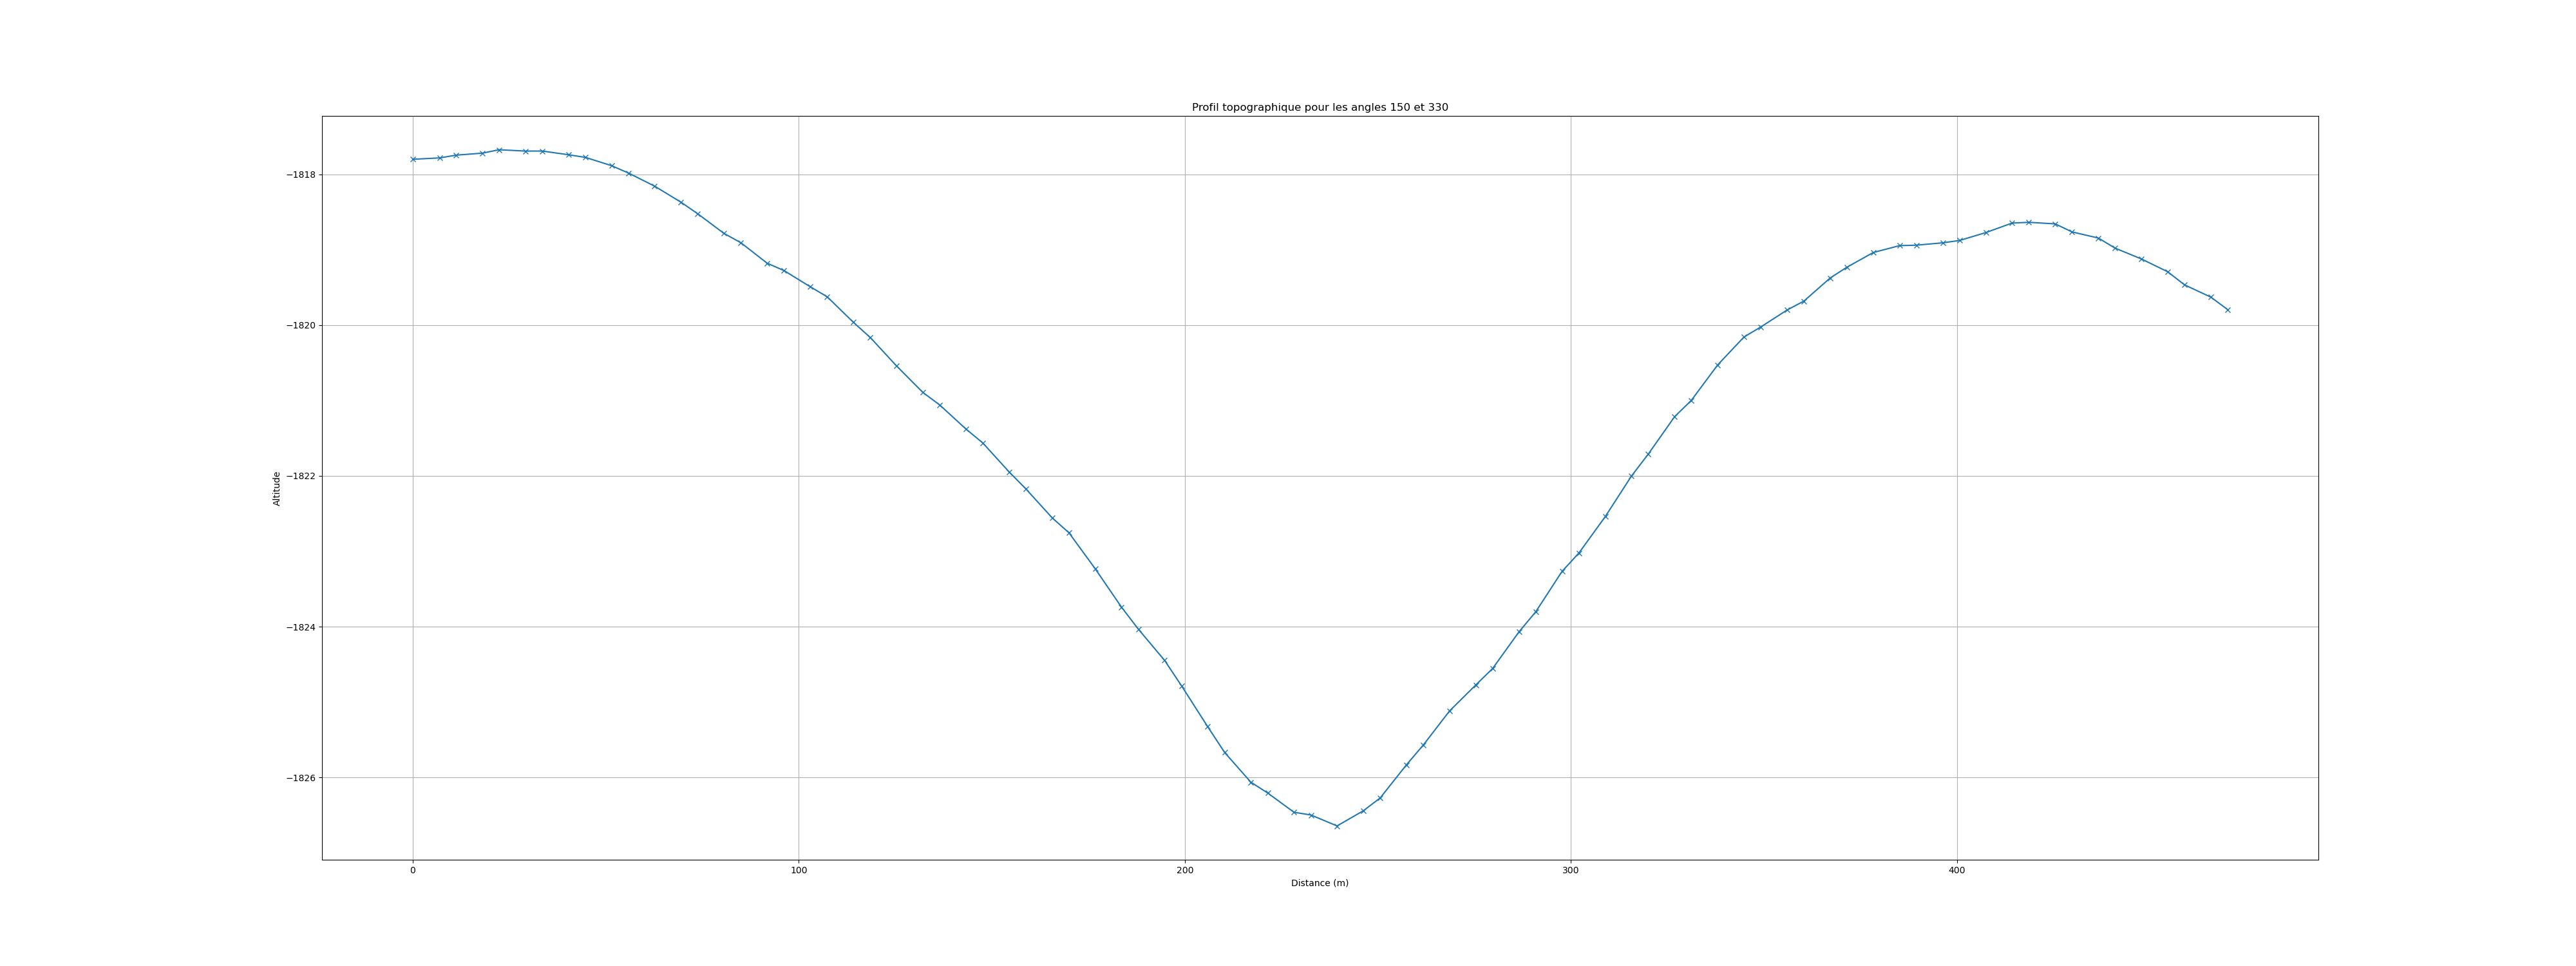 Profil topographique pour les angles 150 et 330
−1818
−1820
−1822
−1824
−1826
Altitude
0 100 200 300 400
Distance (m)